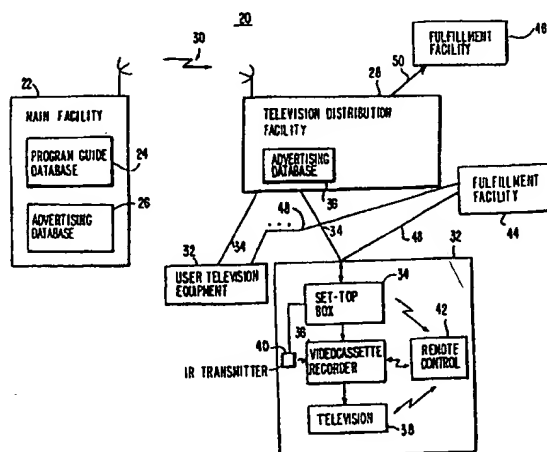 20
30
22
MAIN FACILITY
PROGRAM GUIDE
DATABASE
24
ADVERTISING
DATABASE
26
28
TELEVISION DISTRIBUTION
FACILITY
ADVERTISING
DATABASE
36
50
FULFILLMENT
FACILITY
46
FULFILLMENT
FACILITY
44
32
34
48
34
48
USER TELEVISION
EQUIPMENT
32
SET-TOP
BOX
34
36
40
IR TRANSMITTER
VIDEOCASSETTE
RECORDER
42
REMOTE
CONTROL
TELEVISION
38